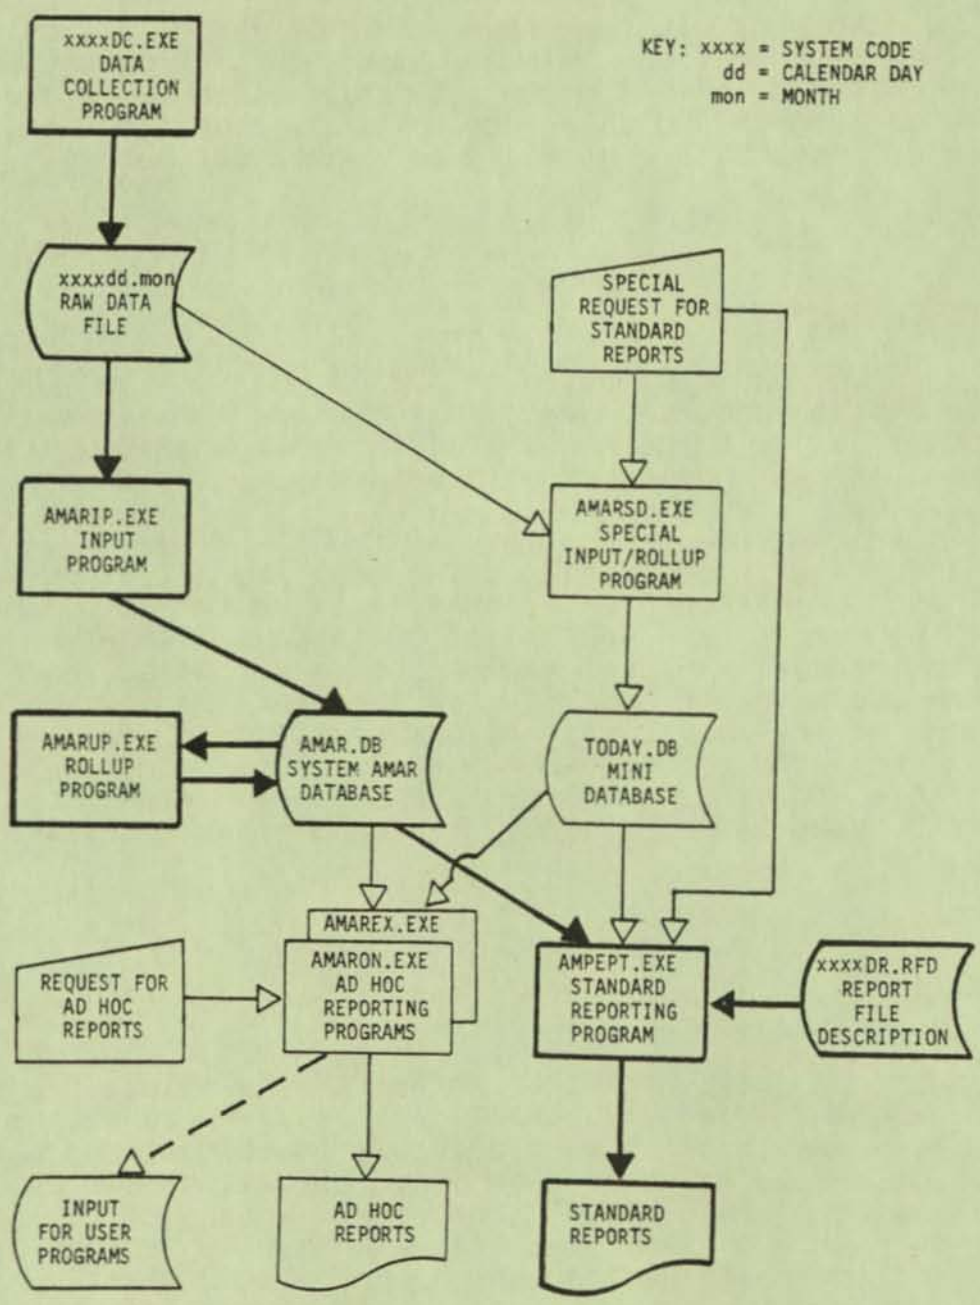 xxxxDC.EXE
DATA
COLLECTION
PROGRAM
KEY: xxxx = SYSTEM CODE
dd = CALENDAR DAY
mon = MONTH
xxxxdd.mon
RAW DATA
FILE
SPECIAL
REQUEST FOR
STANDARD
REPORTS
AMARIP.EXE
INPUT
PROGRAM
AMARSD.EXE
SPECIAL
INPUT/ROLLUP
PROGRAM
AMARUP.EXE
ROLLUP
PROGRAM
AMAR.DB
SYSTEM AMAR
DATABASE
TODAY.DB
MINI
DATABASE
AMAREX.EXE
REQUEST FOR
AD HOC
REPORTS
AMARON.EXE
AD HOC
REPORTING
PROGRAMS
AMPEPT.EXE
STANDARD
REPORTING
PROGRAM
xxxxDR.RFD
REPORT
FILE
DESCRIPTION
INPUT
FOR USER
PROGRAMS
AD HOC
REPORTS
STANDARD
REPORTS